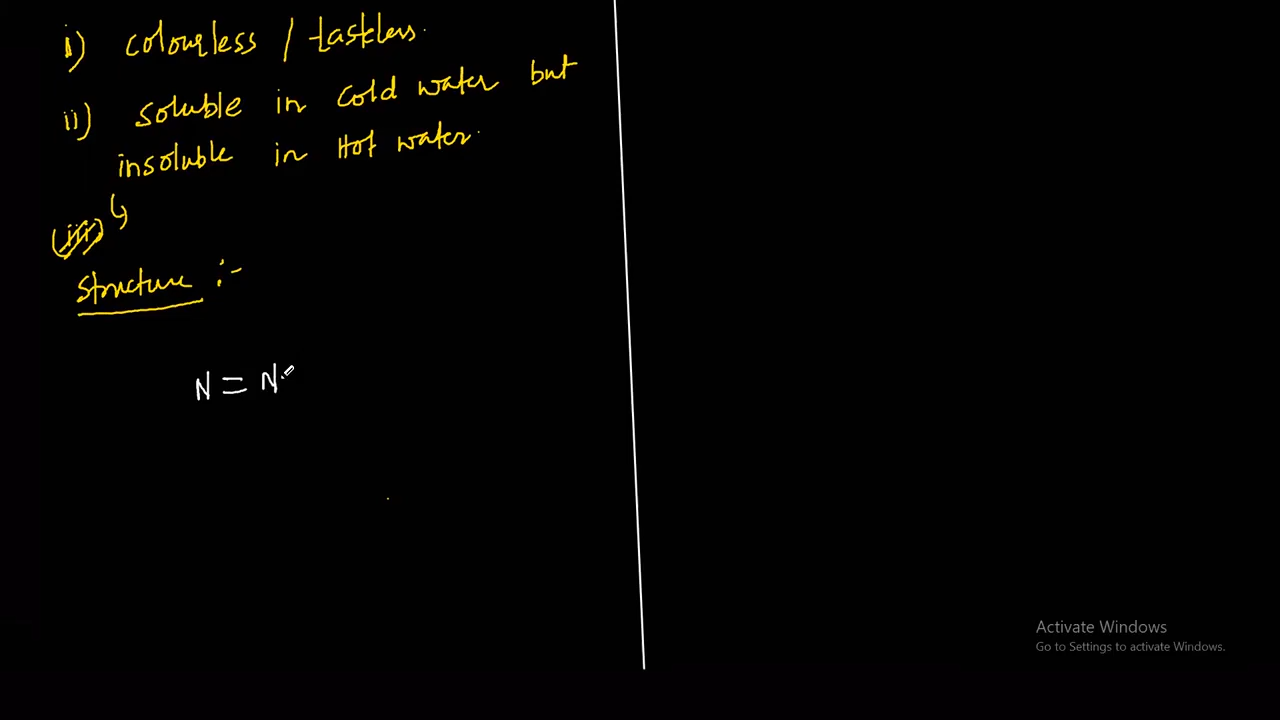 i) colourless / tasteless.
ii) soluble in cold water but
insoluble in Hot water.
(iii)
Structure :-
N = N
Activate Windows
Go to Settings to activate Windows.